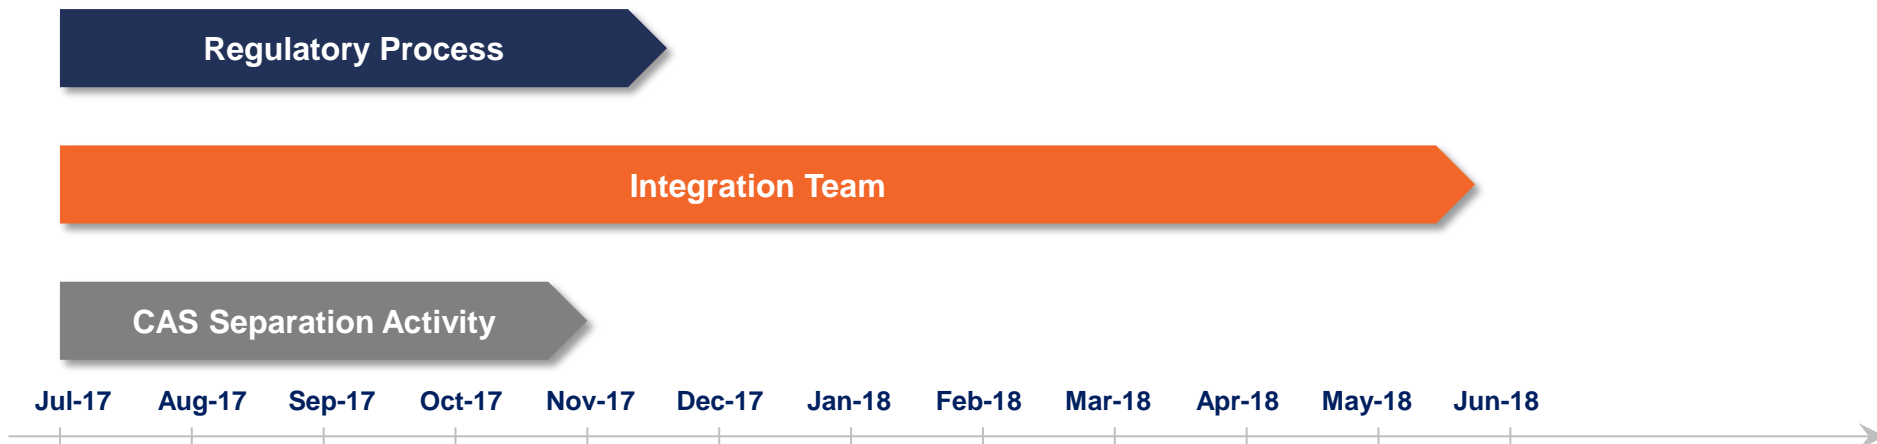 Regulatory Process
Integration Team
CAS Separation Activity
Jul-17 Aug-17 Sep-17 Oct-17 Nov-17 Dec-17 Jan-18 Feb-18 Mar-18 Apr-18 May-18 Jun-18